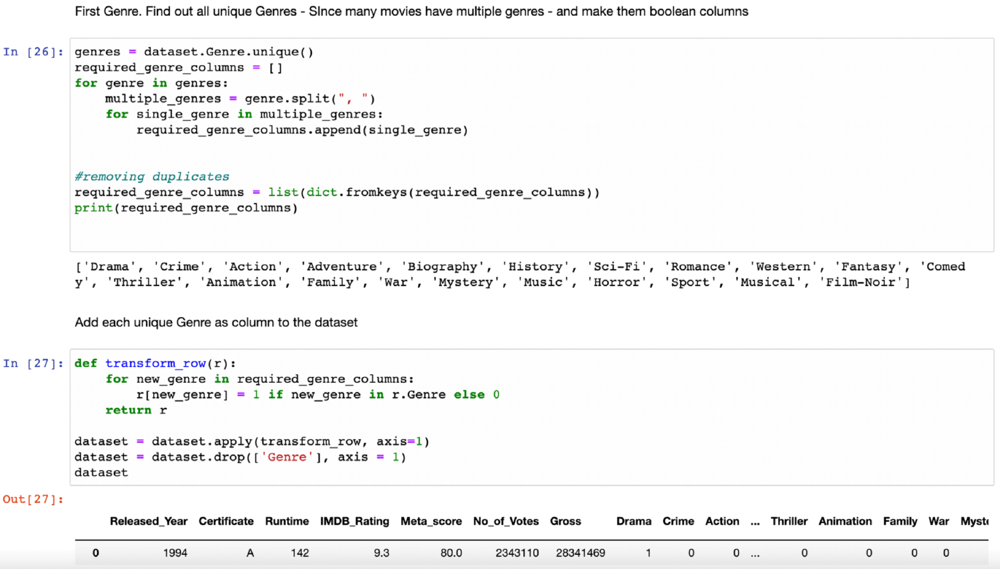 First Genre. Find out all unique Genres - SInce many movies have multiple genres - and make them boolean columns
In [26]: genres = dataset.Genre.unique()
required_genre_columns = []
for genre in genres:
    multiple_genres = genre.split(", ")
    for single_genre in multiple_genres:
        required_genre_columns.append(single_genre)
#removing duplicates
required_genre_columns = list(dict.fromkeys(required_genre_columns))
print(required_genre_columns)
['Drama', 'Crime', 'Action', 'Adventure', 'Biography', 'History', 'Sci-Fi', 'Romance', 'Western', 'Fantasy', 'Comed
y', 'Thriller', 'Animation', 'Family', 'War', 'Mystery', 'Music', 'Horror', 'Sport', 'Musical', 'Film-Noir']
Add each unique Genre as column to the dataset
In [27]: def transform_row(r):
    for new_genre in required_genre_columns:
        r[new_genre] = 1 if new_genre in r.Genre else 0
    return r
dataset = dataset.apply(transform_row, axis=1)
dataset = dataset.drop(['Genre'], axis = 1)
dataset
Out[27]:
Released_Year Certificate Runtime IMDB_Rating Meta_score No_of_Votes Gross Drama Crime Action ... Thriller Animation Family War Myste
0 1994 A 142 9.3 80.0 2343110 28341469 1 0 0 ... 0 0 0 0